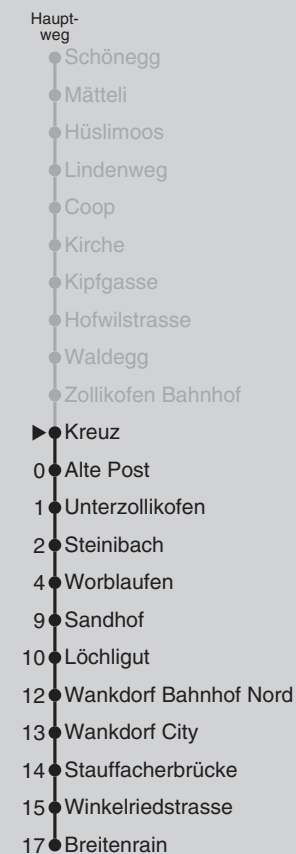 Haupt-
weg
Schönegg
Mätteli
Hüslimoos
Lindenweg
Coop
Kirche
Kipfgasse
Hofwilstrasse
Waldegg
Zollikofen Bahnhof
Kreuz
0 Alte Post
1 Unterzollikofen
2 Steinibach
4 Worblaufen
9 Sandhof
10 Löchligut
12 Wankdorf Bahnhof Nord
13 Wankdorf City
14 Stauffacherbrücke
15 Winkelriedstrasse
17 Breitenrain